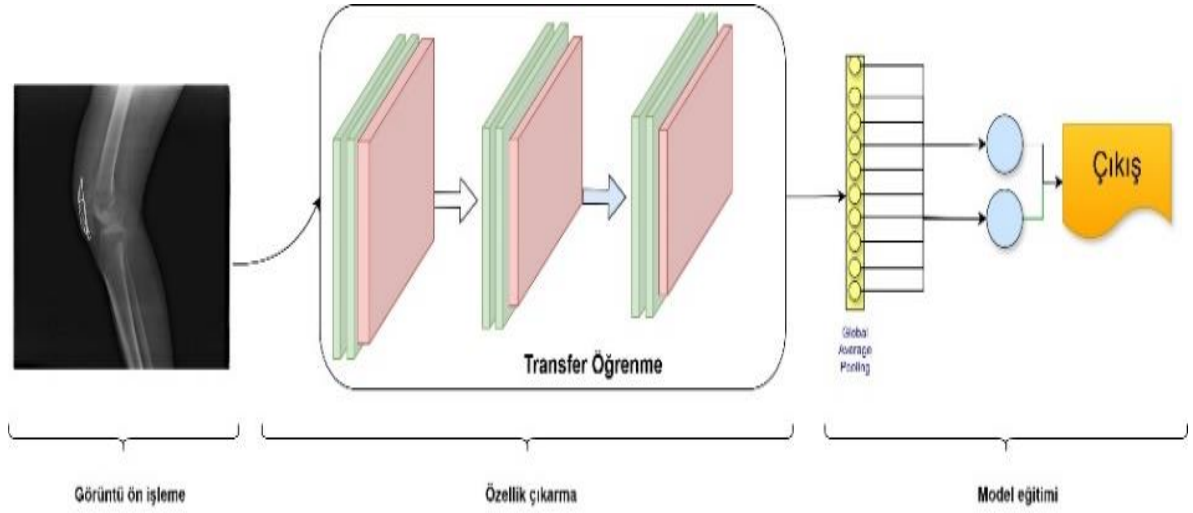 Çıkış
Global
Average
Pooling
Transfer Öğrenme
Görüntü ön işleme
Özellik çıkarma
Model eğitimi